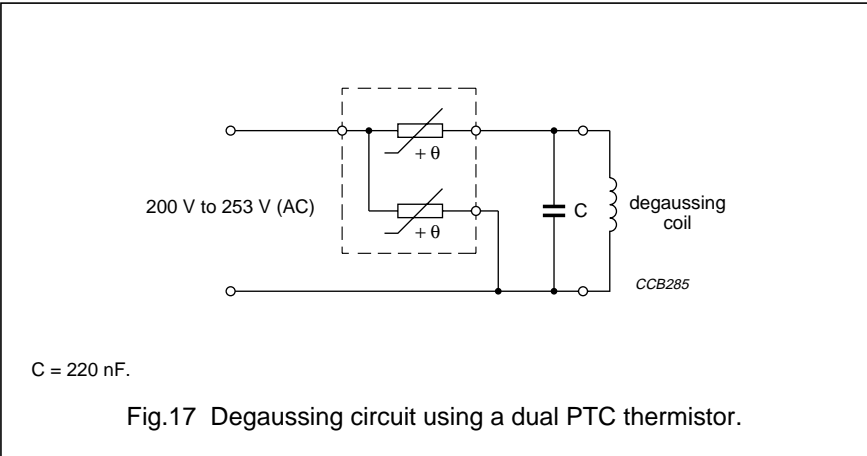 + θ
200 V to 253 V (AC)
+ θ
C
degaussing
coil
CCB285
C = 220 nF.
Fig.17 Degaussing circuit using a dual PTC thermistor.